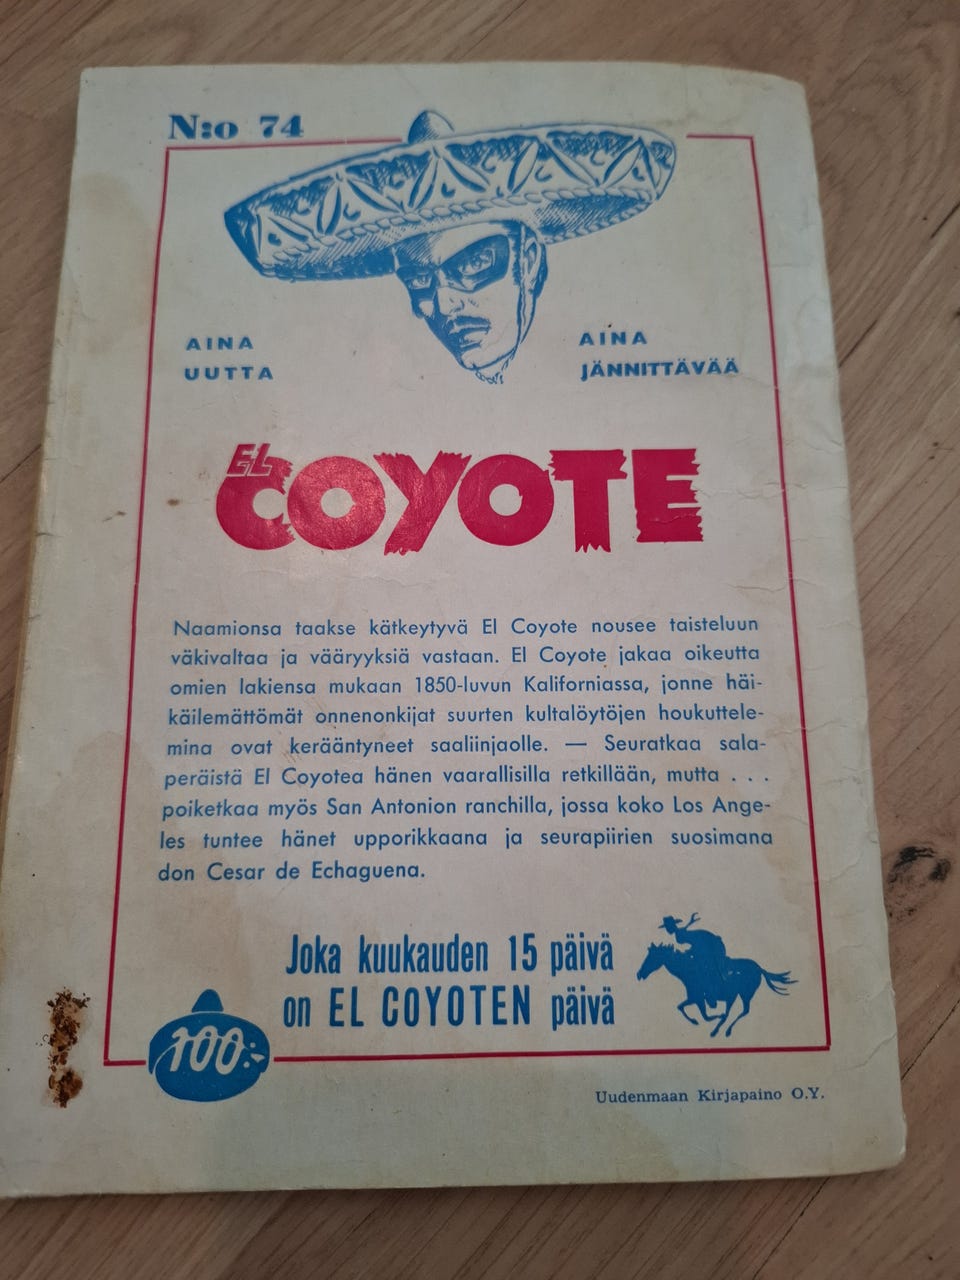 N:o 74
AINA
UUTTA
AINA
JÄNNITTÄVÄÄ
EL
COYOTE
Naamionsa taakse kätkeytyvä El Coyote nousee taisteluun
väkivaltaa ja vääryyksiä vastaan. El Coyote jakaa oikeutta
omien lakiensa mukaan 1850-luvun Kaliforniassa, jonne häi-
käilemättömät onnenonkijat suurten kultalöytöjen houkuttele-
mina ovat kerääntyneet saaliinjaolle. — Seuratkaa sala-
peräistä El Coyotea hänen vaarallisilla retkillään, mutta . . .
poiketkaa myös San Antonion ranchilla, jossa koko Los Ange-
les tuntee hänet upporikkaana ja seurapiirien suosimana
don Cesar de Echaguena.
Joka kuukauden 15 päivä
on EL COYOTEN päivä
100:-
Uudenmaan Kirjapaino O.Y.